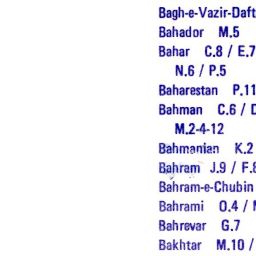 Bagh-e-Vazir-Daft
Bahador M.5
Bahar C.8 / E.7
N.6 / P.5
Baharestan P.11
Bahman C.6 /
M.2-4-12
Bahmanian K.2
Bahram J.9 / F.8
Bahram-e-Chubin
Bahrami O.4 /
Bahrevar G.7
Bakhtar M.10 /